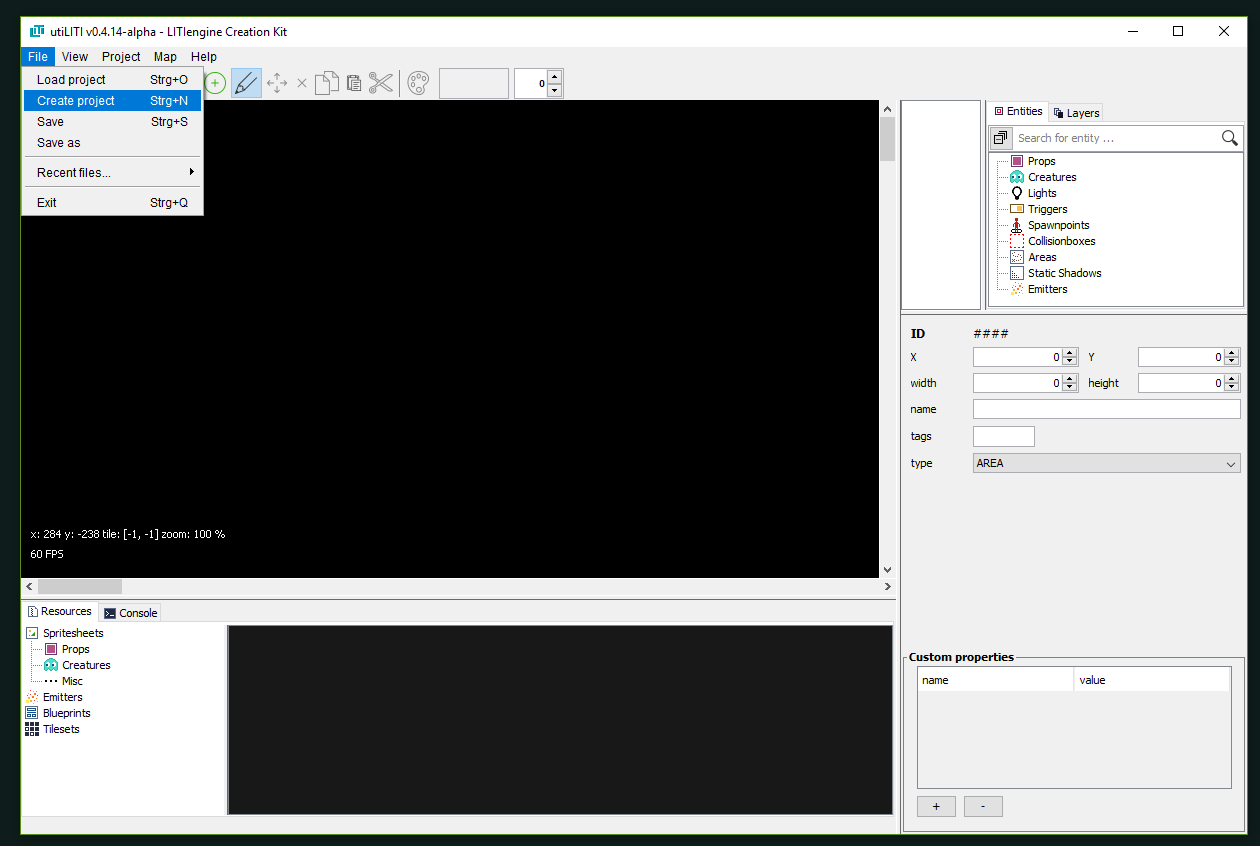 utiLITI v0.4.14-alpha - LITIengine Creation Kit
File View Project Map Help
Load project Strg+O
Create project Strg+N
Save Strg+S
Save as
Recent files...
Exit Strg+Q
0
Entities Layers
Search for entity ...
Props
Creatures
Lights
Triggers
Spawnpoints
Collisionboxes
Areas
Static Shadows
Emitters
ID ####
X 0 Y 0
width 0 height 0
name
tags
type AREA
x: 284 y: -238 tile: [-1, -1] zoom: 100 %
60 FPS
Resources Console
Spritesheets
Props
Creatures
Misc
Emitters
Blueprints
Tilesets
Custom properties
name value
+ -